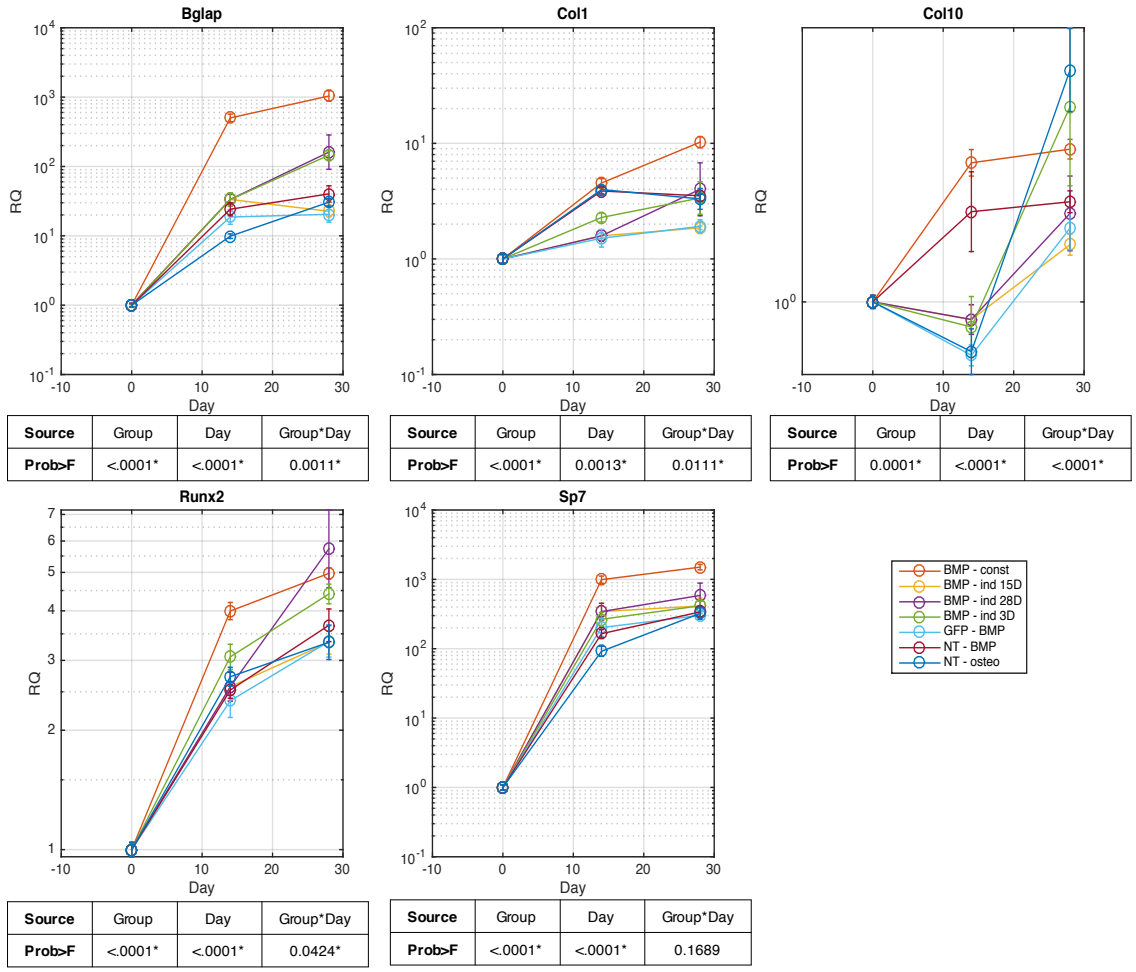 Bglap
10^4
10^3
10^2
10^1
10^0
10^-1
RQ
-10 0 10 20 30
Day
Source Group Day Group*Day
Prob>F <.0001* <.0001* 0.0011*
Col1
10^2
10^1
10^0
10^-1
RQ
-10 0 10 20 30
Day
Source Group Day Group*Day
Prob>F <.0001* 0.0013* 0.0111*
Col10
10^0
RQ
-10 0 10 20 30
Day
Source Group Day Group*Day
Prob>F 0.0001* <.0001* <.0001*
Runx2
7
6
5
4
3
2
1
RQ
-10 0 10 20 30
Day
Source Group Day Group*Day
Prob>F <.0001* <.0001* 0.0424*
Sp7
10^4
10^3
10^2
10^1
10^0
10^-1
RQ
-10 0 10 20 30
Day
Source Group Day Group*Day
Prob>F <.0001* <.0001* 0.1689
BMP - const
BMP - ind 15D
BMP - ind 28D
BMP - ind 3D
GFP - BMP
NT - BMP
NT - osteo